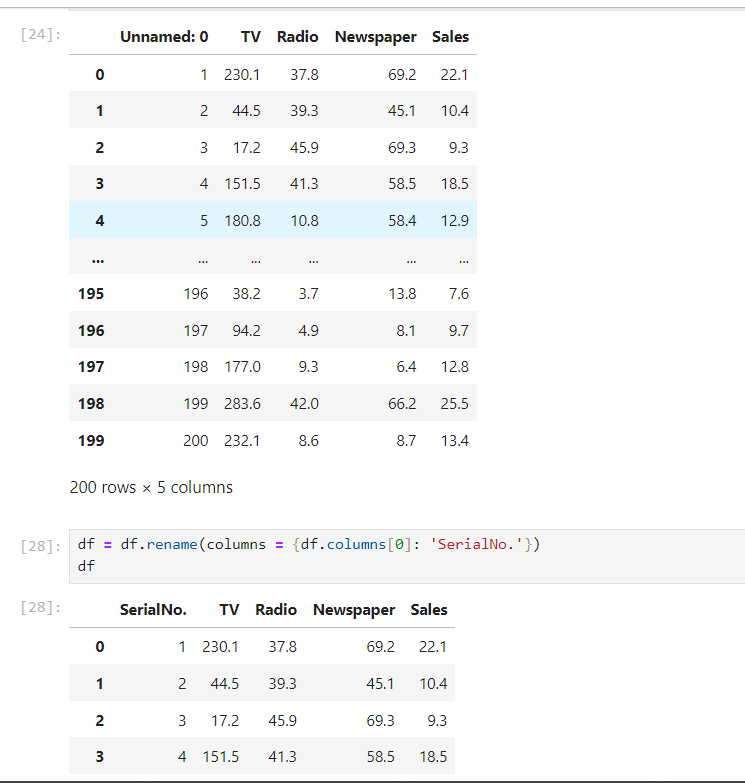 [24]:
Unnamed: 0 TV Radio Newspaper Sales
0 1 230.1 37.8 69.2 22.1
1 2 44.5 39.3 45.1 10.4
2 3 17.2 45.9 69.3 9.3
3 4 151.5 41.3 58.5 18.5
4 5 180.8 10.8 58.4 12.9
... ... ... ... ... ...
195 196 38.2 3.7 13.8 7.6
196 197 94.2 4.9 8.1 9.7
197 198 177.0 9.3 6.4 12.8
198 199 283.6 42.0 66.2 25.5
199 200 232.1 8.6 8.7 13.4
200 rows × 5 columns
[28]: df = df.rename(columns = {df.columns[0]: 'SerialNo.'})
df
[28]:
SerialNo. TV Radio Newspaper Sales
0 1 230.1 37.8 69.2 22.1
1 2 44.5 39.3 45.1 10.4
2 3 17.2 45.9 69.3 9.3
3 4 151.5 41.3 58.5 18.5